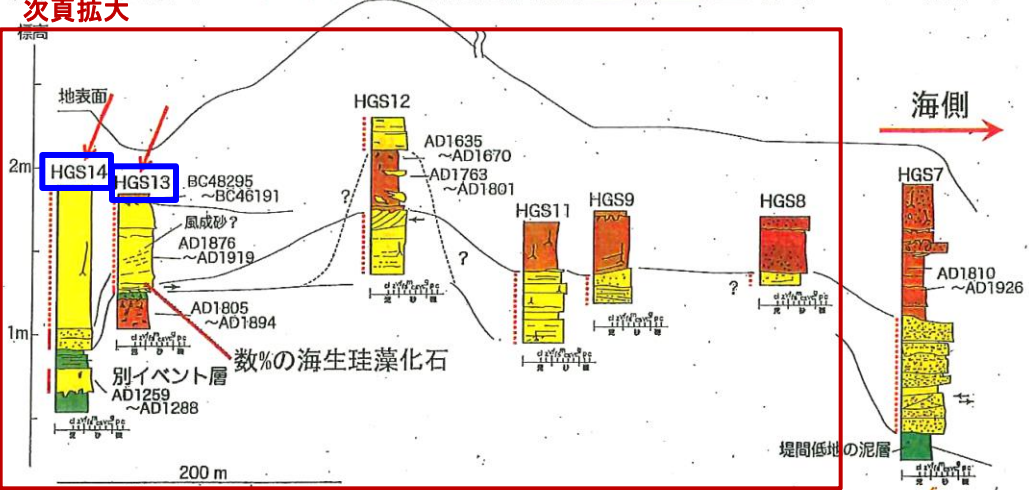 次頁拡大
標高
地表面
海側
HGS12
2m
HGS14
HGS13
BC48295
~BC46191
AD1635
~AD1670
AD1763
~AD1801
HGS7
HGS11
HGS9
HGS8
風成砂?
AD1876
~AD1919
?
?
?
AD1810
~AD1926
1m
AD1805
~AD1894
数%の海生珪藻化石
別イベント層
AD1259
~AD1288
堤間低地の泥層
200 m